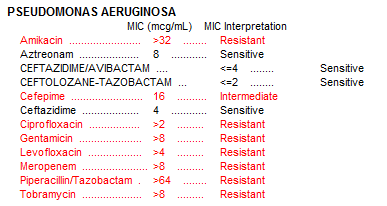 PSEUDOMONAS AERUGINOSA
MIC (mcg/mL) MIC Interpretation
Amikacin .................... >32 ......... Resistant
Aztreonam .................. 8 ......... Sensitive
CEFTAZIDIME/AVIBACTAM .... <=4 ........ Sensitive
CEFTOLOZANE-TAZOBACTAM ... <=2 ........ Sensitive
Cefepime .................... 16 ......... Intermediate
Ceftazidime .................. 4 ......... Sensitive
Ciprofloxacin ................ >2 ......... Resistant
Gentamicin .................. >8 ......... Resistant
Levofloxacin ................. >4 ......... Resistant
Meropenem .................. >8 ......... Resistant
Piperacillin/Tazobactam . >64 ........ Resistant
Tobramycin .................. >8 ......... Resistant